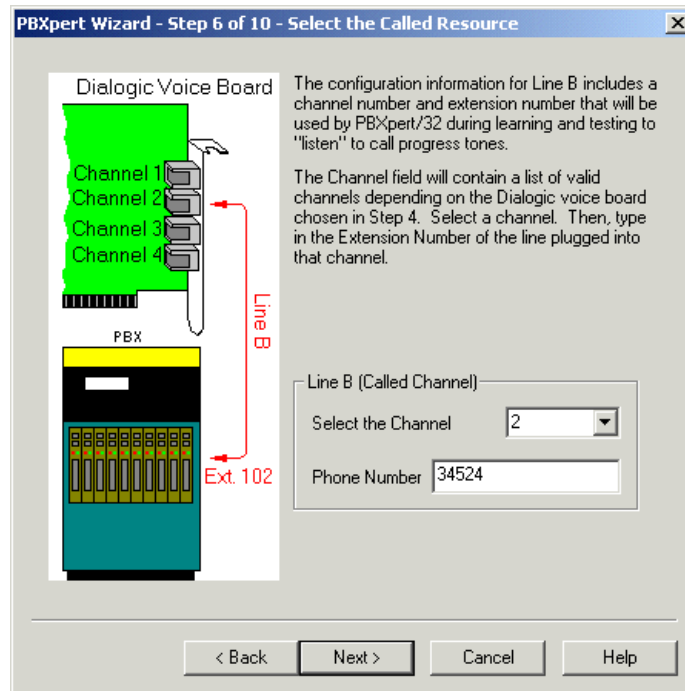 PBXpert Wizard - Step 6 of 10 - Select the Called Resource
Dialogic Voice Board
Channel 1
Channel 2
Channel 3
Channel 4
Line B
PBX
Ext. 102
The configuration information for Line B includes a
channel number and extension number that will be
used by PBXpert/32 during learning and testing to
"listen" to call progress tones.
The Channel field will contain a list of valid
channels depending on the Dialogic voice board
chosen in Step 4. Select a channel. Then, type
in the Extension Number of the line plugged into
that channel.
Line B (Called Channel)
Select the Channel 2
Phone Number 34524
< Back Next > Cancel Help